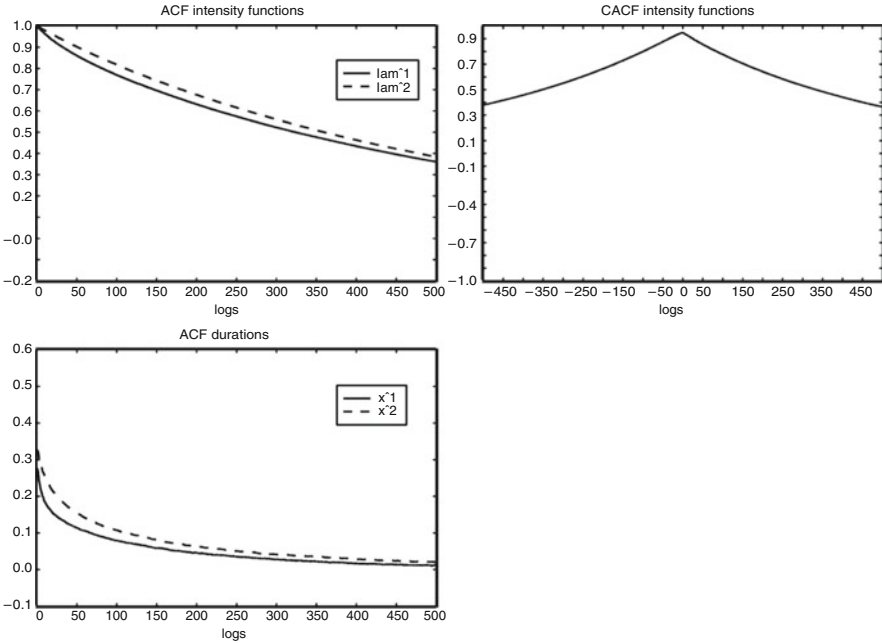 ACF intensity functions
1.0
0.9
0.8
0.7
0.6
0.5
0.4
0.3
0.2
−0.0
−0.2
lam^1
lam^2
0 50 100 150 200 250 300 350 400 450 500
logs
CACF intensity functions
0.9
0.7
0.5
0.3
0.1
−0.1
−0.4
−0.7
−1.0
−450 −350 −250 −150 −50 0 50 150 250 350 450
logs
ACF durations
0.6
0.5
0.4
0.3
0.2
0.1
0.0
−0.1
x^1
x^2
0 50 100 150 200 250 300 350 400 450 500
logs